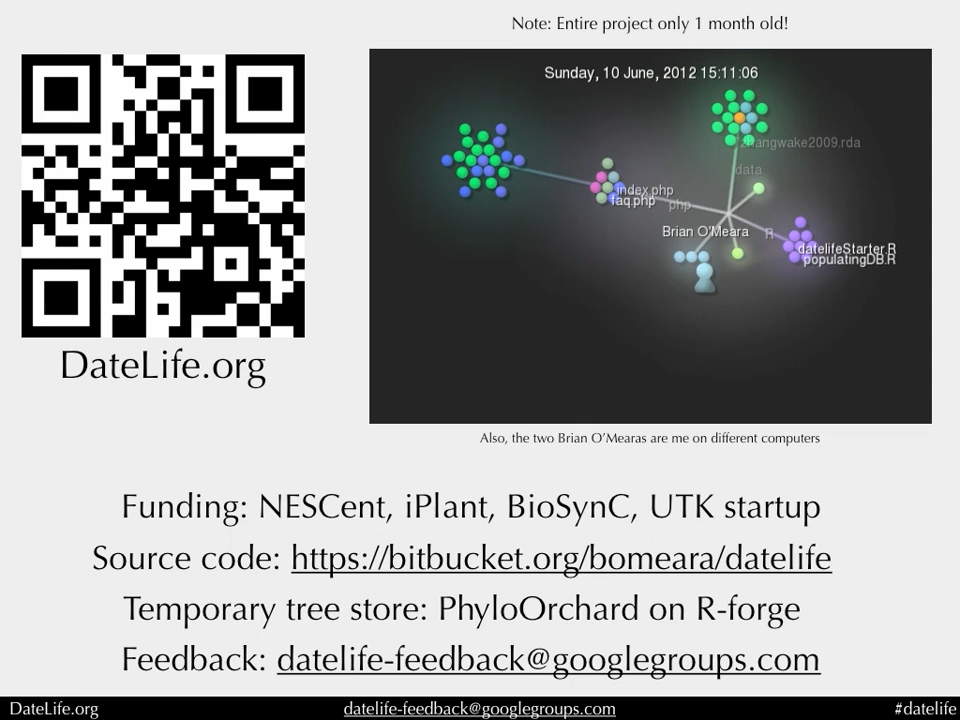 Note: Entire project only 1 month old!
Sunday, 10 June, 2012 15:11:06
zhangwake2009.rda
data
index.php
faq.php
php
Brian O'Meara
R
datelifeStarter.R
populatingDB.R
DateLife.org
Also, the two Brian O'Mearas are me on different computers
Funding: NESCent, iPlant, BioSynC, UTK startup
Source code: https://bitbucket.org/bomeara/datelife
Temporary tree store: PhyloOrchard on R-forge
Feedback: datelife-feedback@googlegroups.com
DateLife.org datelife-feedback@googlegroups.com #datelife